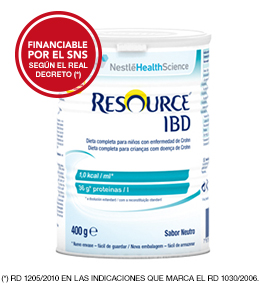 FINANCIABLE
POR EL SNS
SEGÚN EL REAL
DECRETO (*)
NestléHealthScience
RESOURCE
IBD
Dieta completa para niños con enfermedad de Crohn
Dieta completa para crianças com doença de Crohn
1,0 kcal / ml*
36 g* proteínas / l
400 g e
Sabor Neutro
(*) RD 1205/2010 EN LAS INDICACIONES QUE MARCA EL RD 1030/2006.